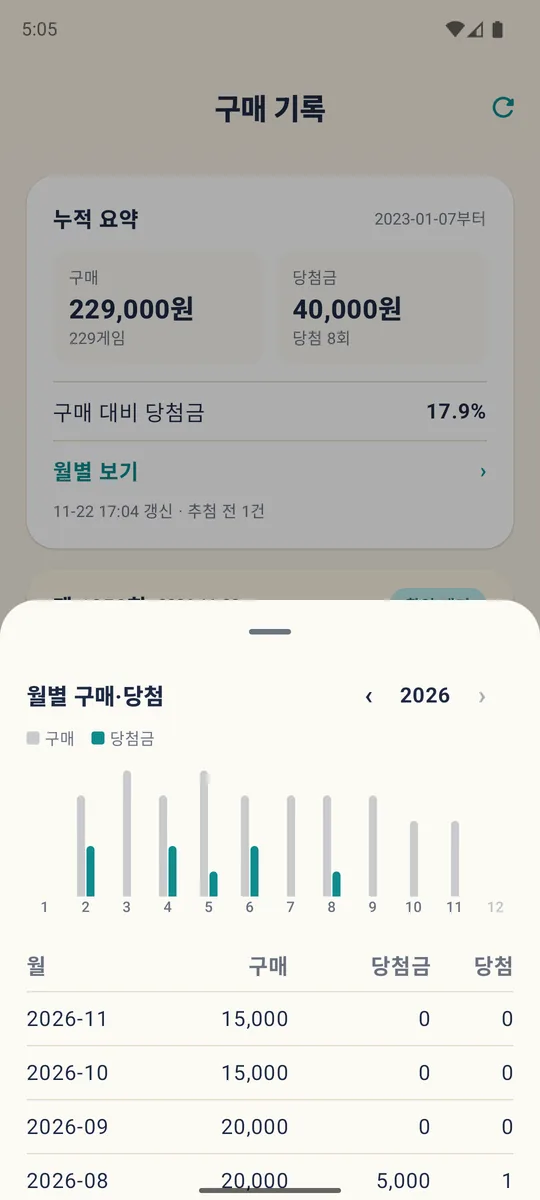 5:05
구매 기록
누적 요약 2023-01-07부터
구매 당첨금
229,000원 40,000원
229게임 당첨 8회
구매 대비 당첨금 17.9%
월별 보기 ›
11-22 17:04 갱신 · 추첨 전 1건
월별 구매·당첨 ‹ 2026 ›
구매 당첨금
1 2 3 4 5 6 7 8 9 10 11 12
월 구매 당첨금 당첨
2026-11 15,000 0 0
2026-10 15,000 0 0
2026-09 20,000 0 0
2026-08 20,000 5,000 1